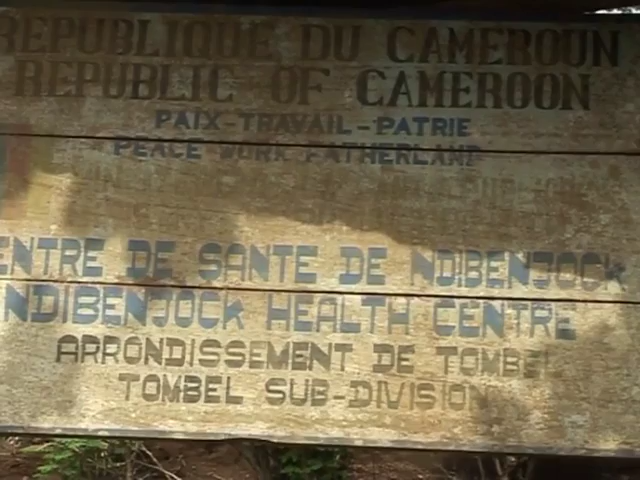 REPUBLIQUE DU CAMEROUN
REPUBLIC OF CAMEROON
PAIX-TRAVAIL-PATRIE
PEACE WORK FATHERLAND
ENTRE DE SANTE DE NDIBENJOCK
NDIBENJOCK HEALTH CENTRE
ARRONDISSEMENT DE TOMBEL
TOMBEL SUB-DIVISION